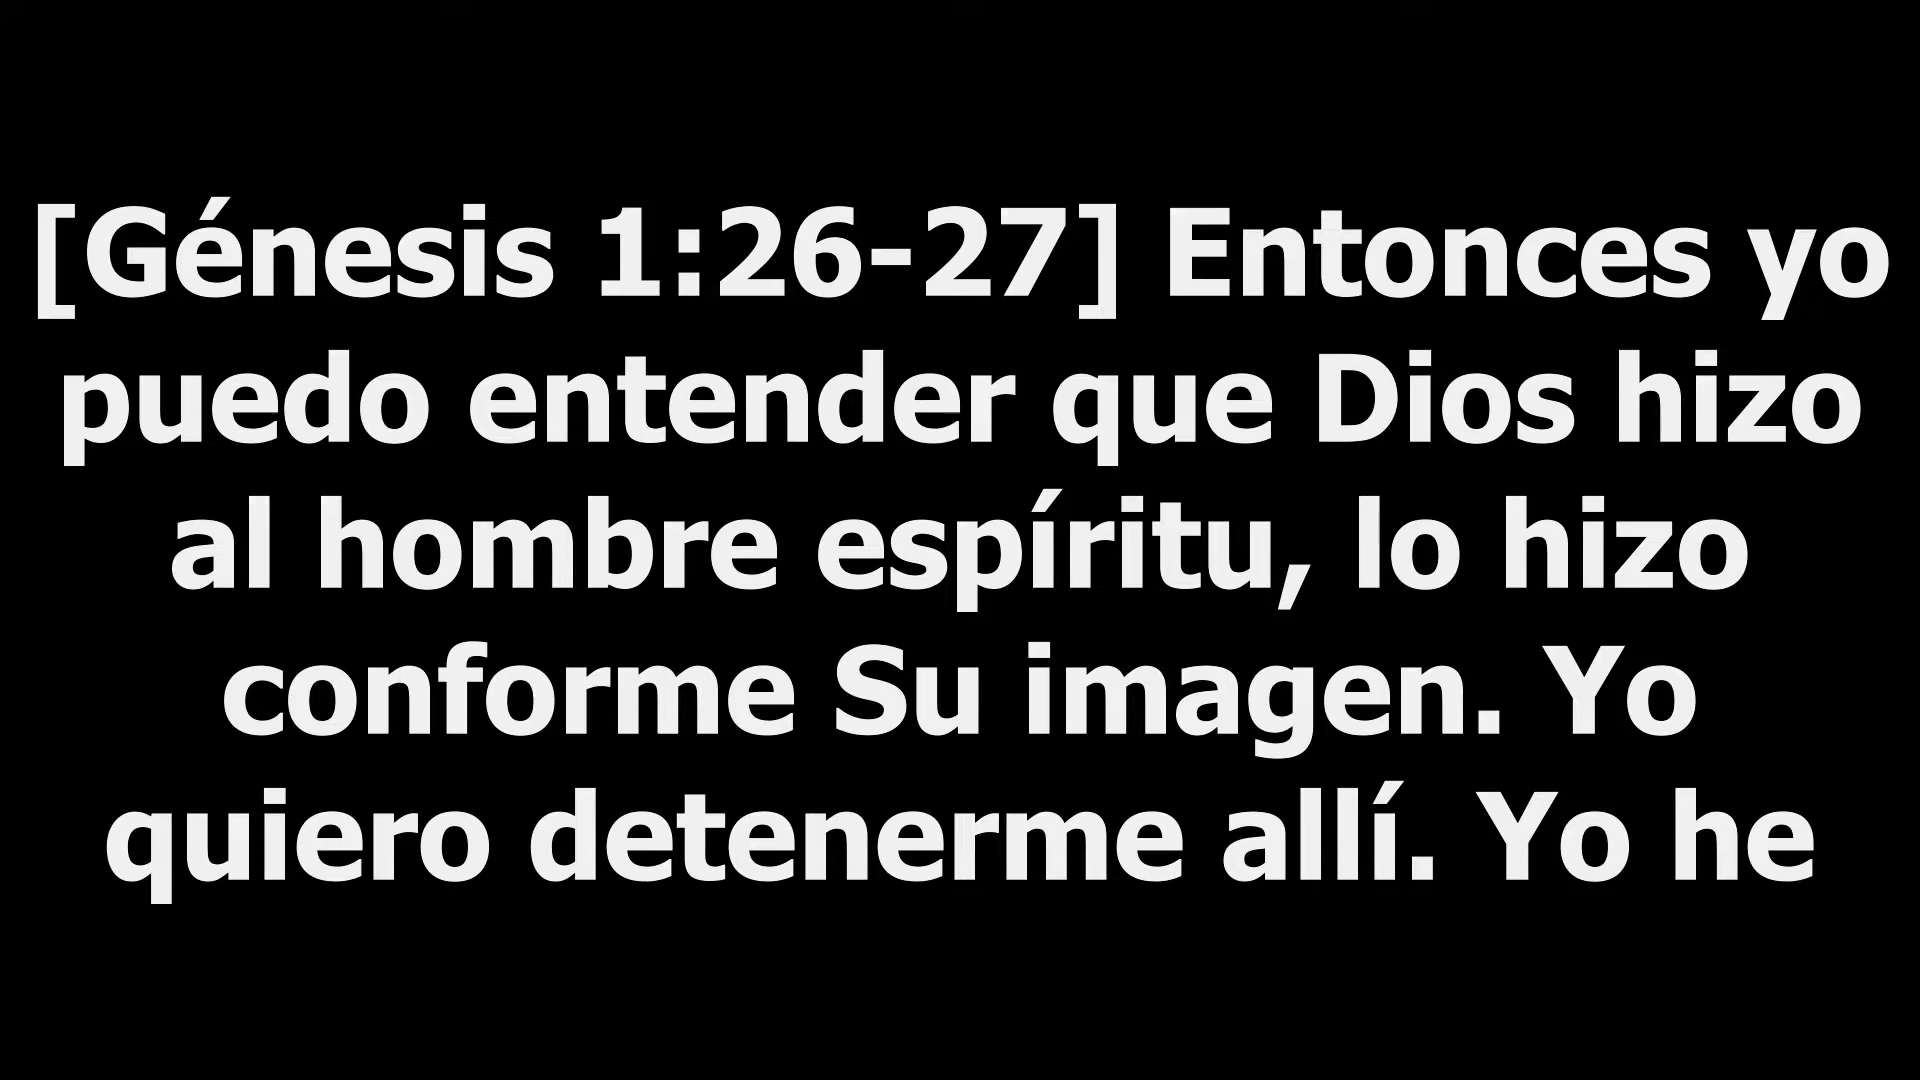 [Génesis 1:26-27] Entonces yo
puedo entender que Dios hizo
al hombre espíritu, lo hizo
conforme Su imagen. Yo
quiero detenerme allí. Yo he